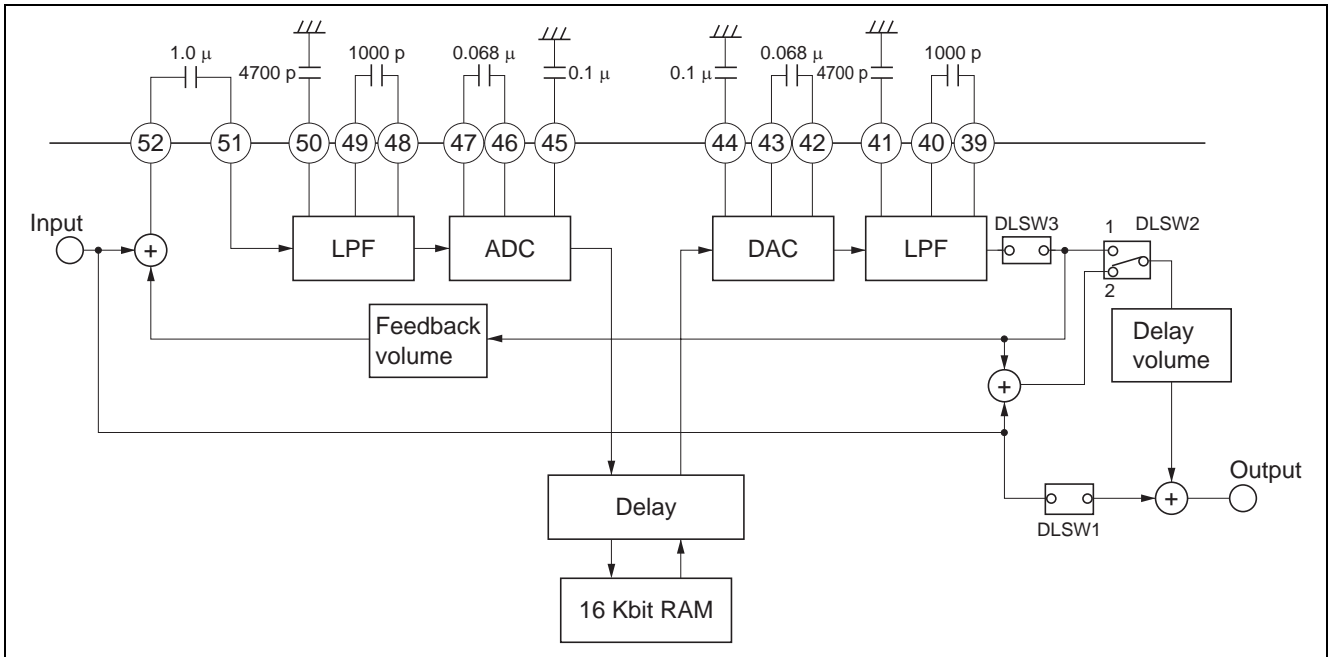 1.0 μ
4700 p
1000 p
0.068 μ
0.1 μ
0.1 μ
0.068 μ
4700 p
1000 p
52
51
50
49
48
47
46
45
44
43
42
41
40
39
Input
+
LPF
ADC
DAC
LPF
DLSW3
1
DLSW2
2
Feedback
volume
Delay
volume
+
Delay
DLSW1
+
Output
16 Kbit RAM